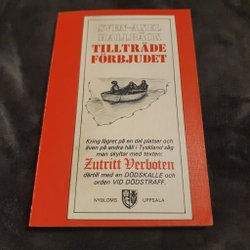 SVEN-AXEL
HALLBÄCK
TILLTRÄDE
FÖRBJUDET
Kring lägret på en del platser och
även på andra håll i Tyskland såg
man skyltar med texten:
Zutritt Verboten
därtill med en DÖDSKALLE och
orden VID DÖDSTRAFF.
NYBLOMS
UPPSALA